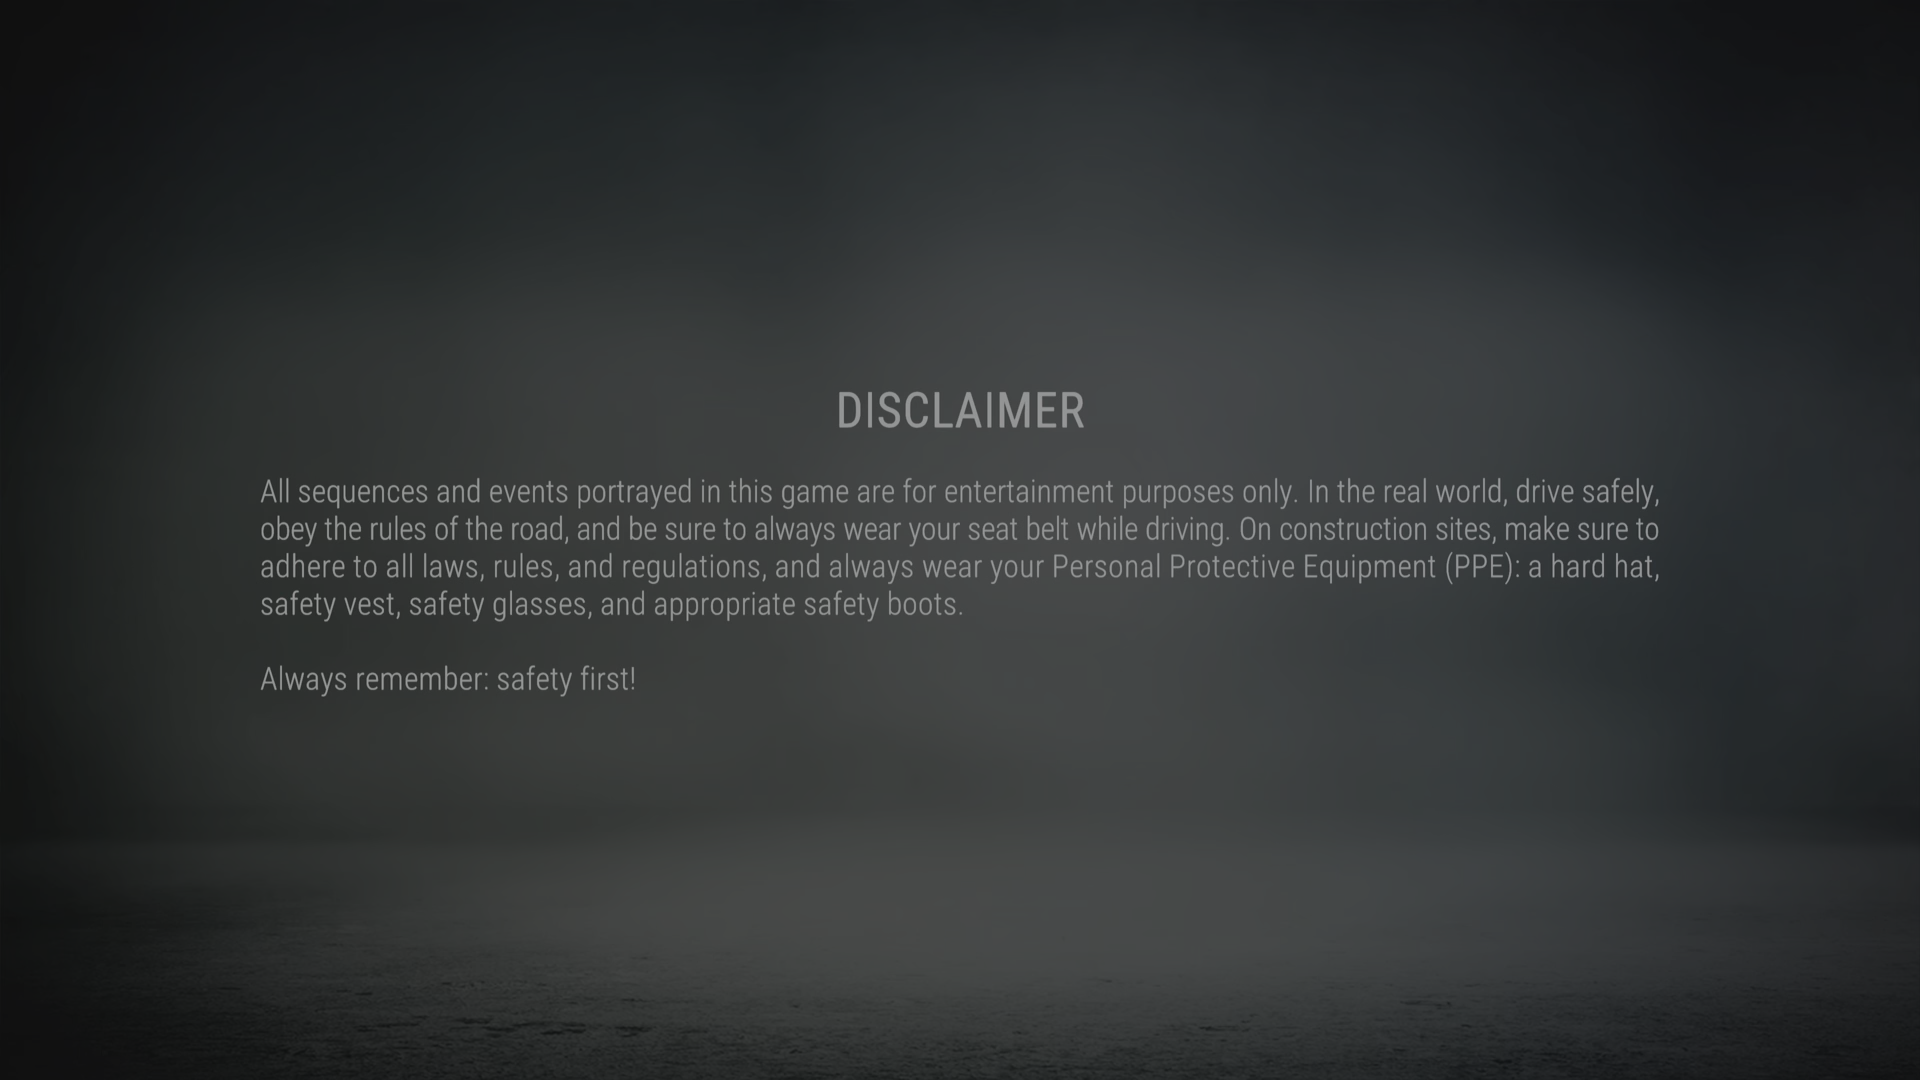 DISCLAIMER
All sequences and events portrayed in this game are for entertainment purposes only. In the real world, drive safely,
obey the rules of the road, and be sure to always wear your seat belt while driving. On construction sites, make sure to
adhere to all laws, rules, and regulations, and always wear your Personal Protective Equipment (PPE): a hard hat,
safety vest, safety glasses, and appropriate safety boots.
Always remember: safety first!